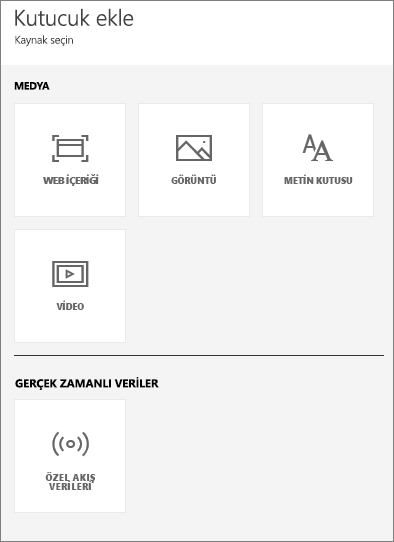 Kutucuk ekle
Kaynak seçin
MEDYA
WEB İÇERİĞİ
GÖRÜNTÜ
METİN KUTUSU
VİDEO
GERÇEK ZAMANLI VERİLER
ÖZEL AKIŞ
VERİLERİ